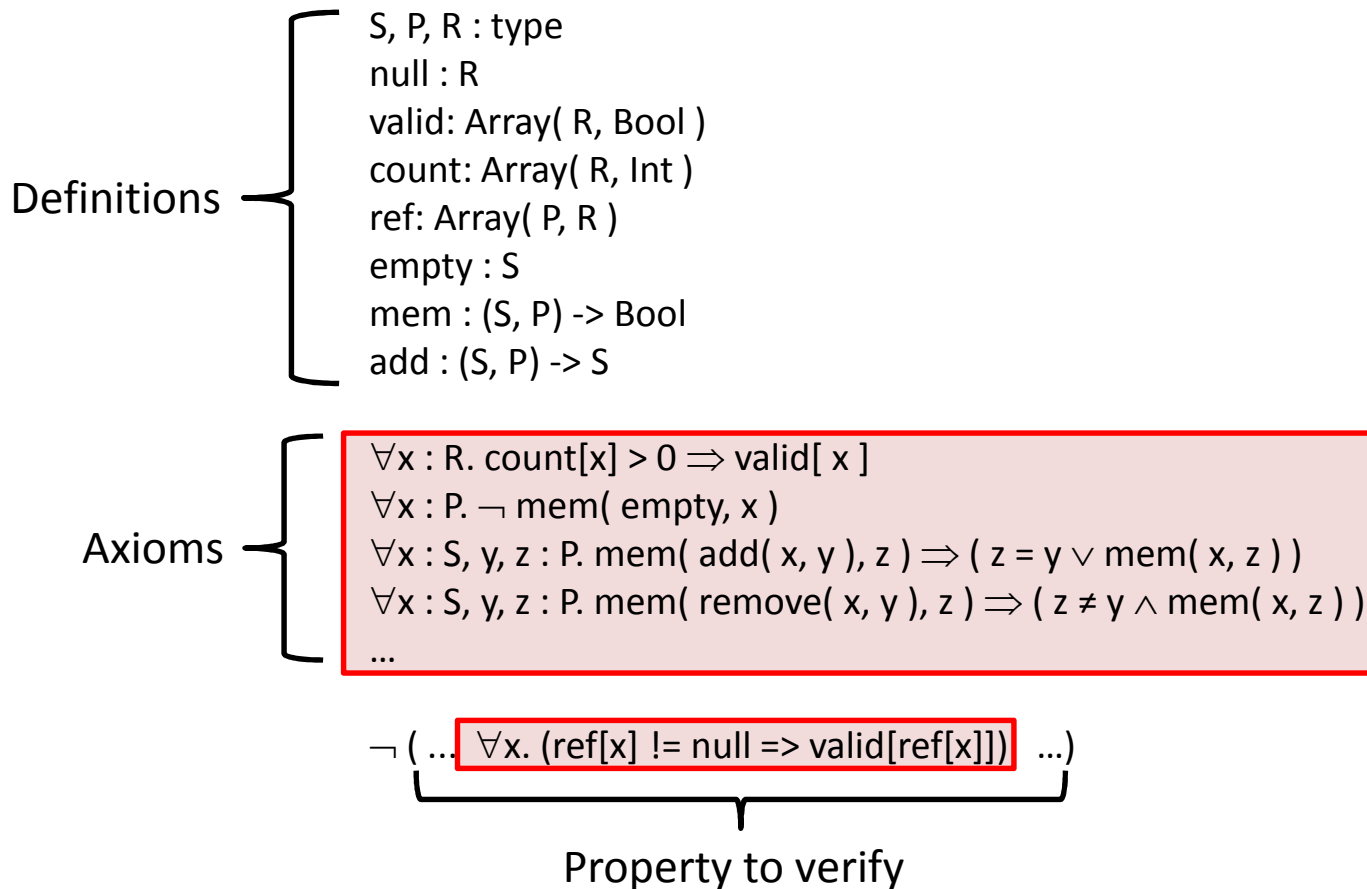 S, P, R : type
null : R
valid: Array( R, Bool )
count: Array( R, Int )
Definitions
ref: Array( P, R )
empty : S
mem : (S, P) -> Bool
add : (S, P) -> S
∀x : R. count[x] > 0 ⇒ valid[ x ]
∀x : P. ¬ mem( empty, x )
Axioms
∀x : S, y, z : P. mem( add( x, y ), z ) ⇒ ( z = y ∨ mem( x, z ) )
∀x : S, y, z : P. mem( remove( x, y ), z ) ⇒ ( z ≠ y ∧ mem( x, z ) )
...
¬ ( ... ∀x. (ref[x] != null => valid[ref[x]]) ...)
Property to verify